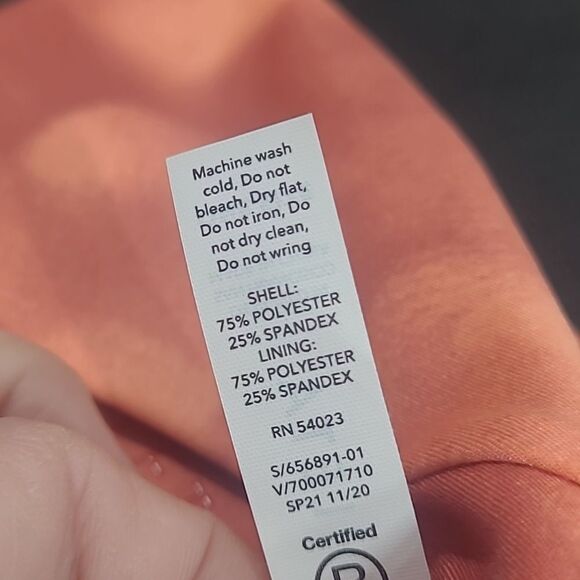 Machine wash
cold, Do not
bleach, Dry flat,
Do not iron, Do
not dry clean,
Do not wring
SHELL:
75% POLYESTER
25% SPANDEX
LINING:
75% POLYESTER
25% SPANDEX
RN 54023
S/656891-01
V/700071710
SP21 11/20
Certified
B